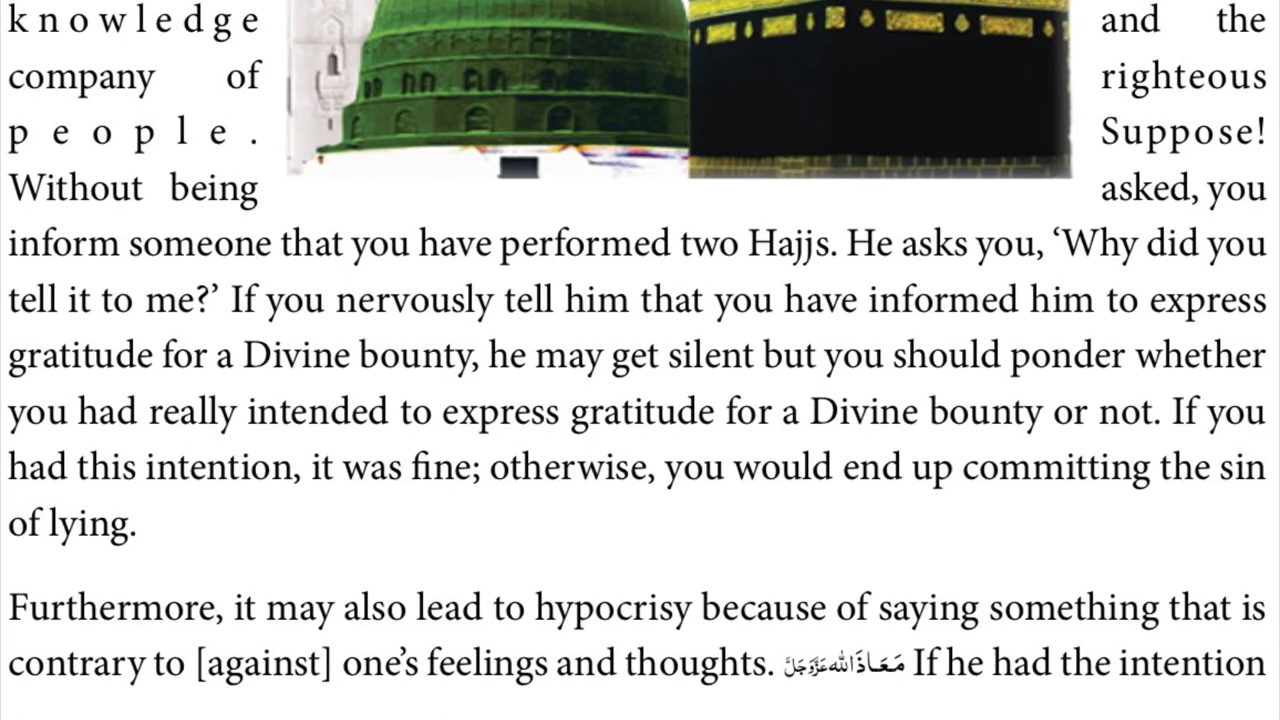 knowledge and the
company of righteous
people. Suppose!
Without being asked, you
inform someone that you have performed two Hajjs. He asks you, ‘Why did you
tell it to me?’ If you nervously tell him that you have informed him to express
gratitude for a Divine bounty, he may get silent but you should ponder whether
you had really intended to express gratitude for a Divine bounty or not. If you
had this intention, it was fine; otherwise, you would end up committing the sin
of lying.
Furthermore, it may also lead to hypocrisy because of saying something that is
contrary to [against] one’s feelings and thoughts. مَعَاذَ اللّٰه عَزَّوَجَلَّ If he had the intention